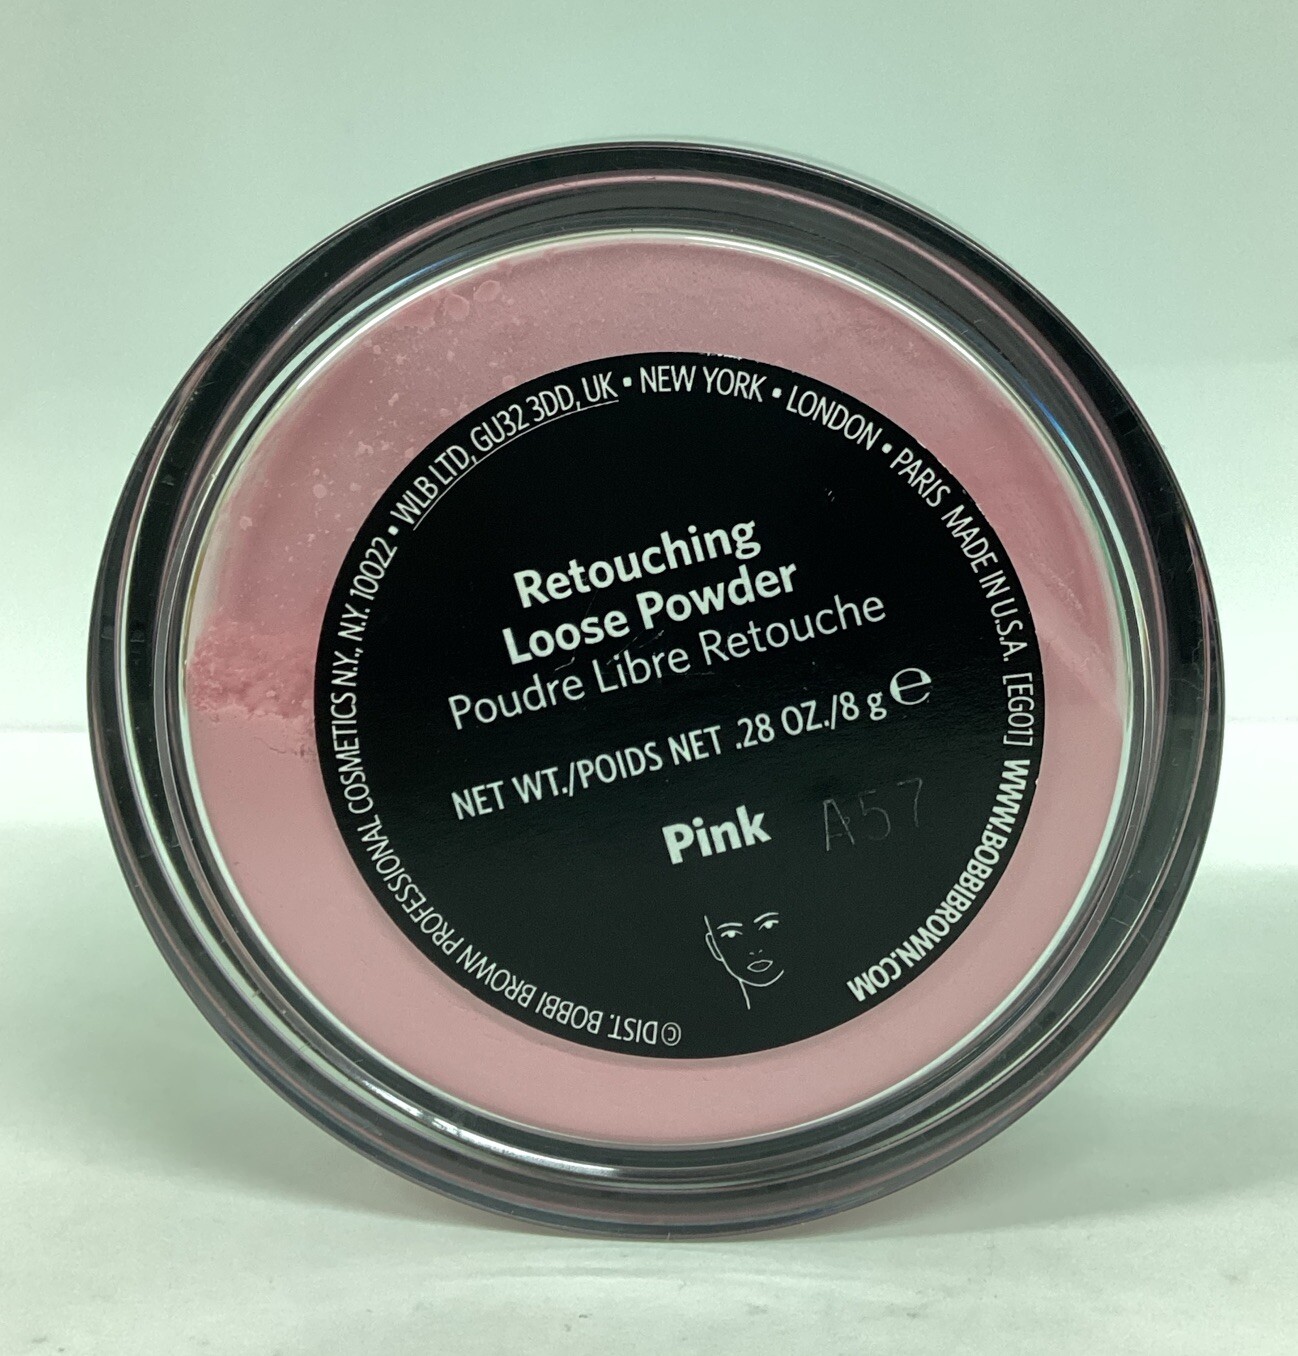 Retouching
Loose Powder
Poudre Libre Retouche
NET WT./POIDS NET .28 OZ./8 g e
Pink A57
©DIST. BOBBI BROWN PROFESSIONAL COSMETICS N.Y., N.Y. 10022 • WLB LTD, GU32 3DD, UK • NEW YORK • LONDON • PARIS MADE IN U.S.A. [EG01] WWW.BOBBIBROWN.COM